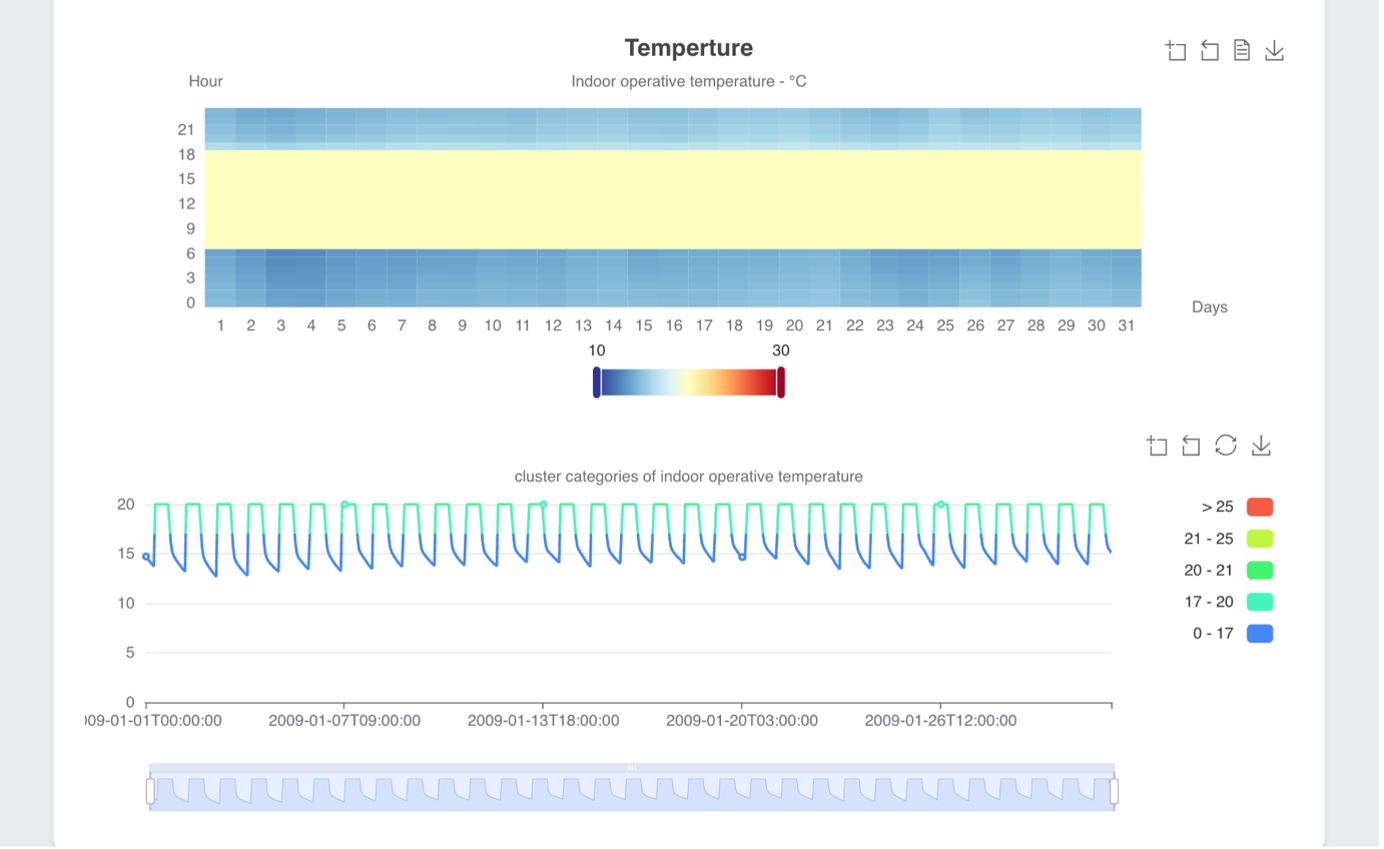 Temperture
Hour
Indoor operative temperature - °C
21
18
15
12
9
6
3
0
Days
1 2 3 4 5 6 7 8 9 10 11 12 13 14 15 16 17 18 19 20 21 22 23 24 25 26 27 28 29 30 31
10 30
cluster categories of indoor operative temperature
20
15
10
5
0
> 25
21 - 25
20 - 21
17 - 20
0 - 17
009-01-01T00:00:00 2009-01-07T09:00:00 2009-01-13T18:00:00 2009-01-20T03:00:00 2009-01-26T12:00:00